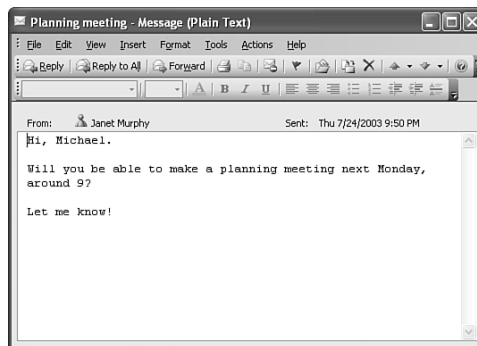 Planning meeting - Message (Plain Text)
File Edit View Insert Format Tools Actions Help
Reply Reply to All Forward
A B I U
From: Janet Murphy Sent: Thu 7/24/2003 9:50 PM
Hi, Michael.
Will you be able to make a planning meeting next Monday,
around 9?
Let me know!